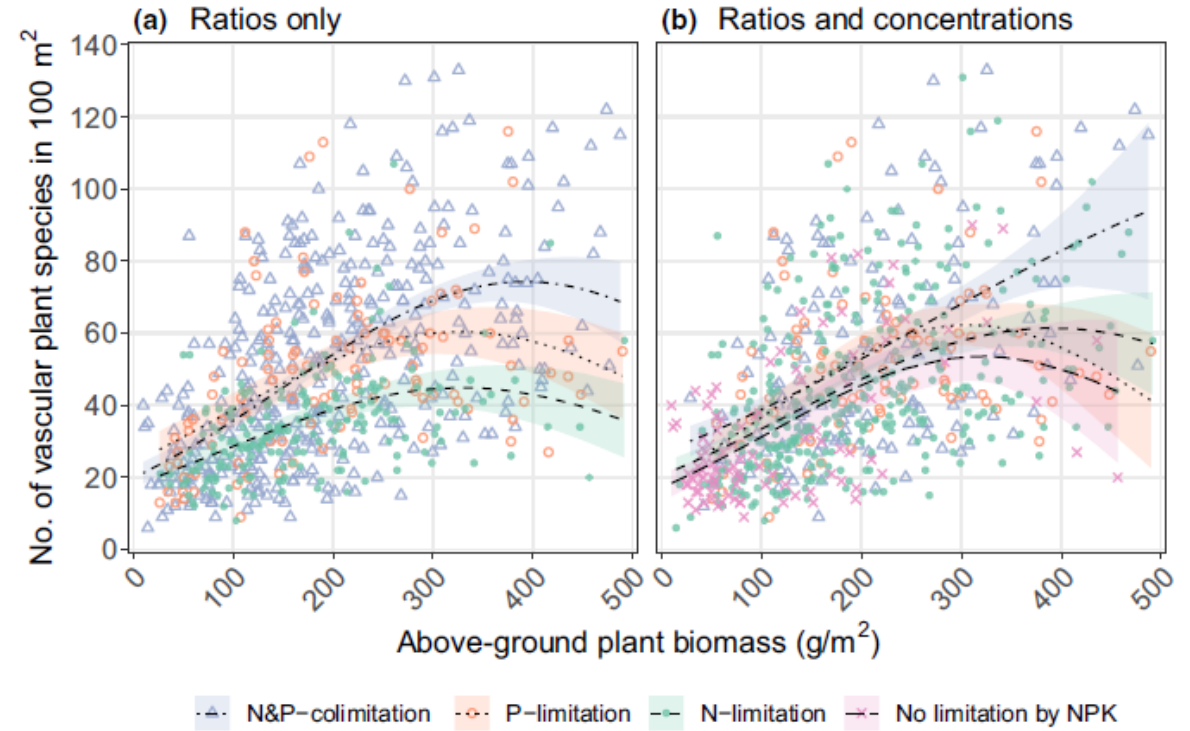 (a) Ratios only
(b) Ratios and concentrations
No. of vascular plant species in 100 m²
140
120
100
80
60
40
20
0
0 100 200 300 400 500
0 100 200 300 400 500
Above-ground plant biomass (g/m²)
N&P−colimitation P−limitation N−limitation No limitation by NPK